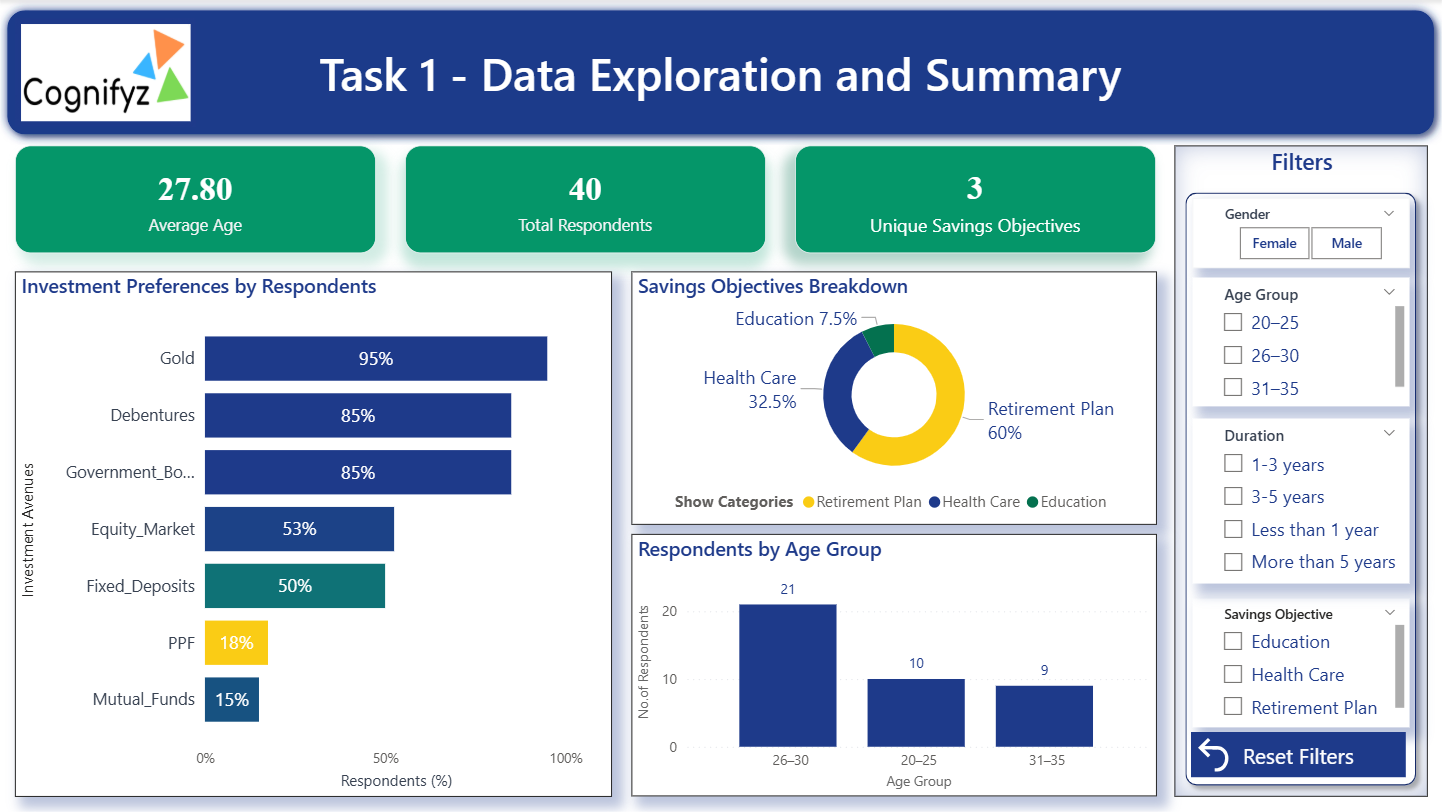 Cognifyz
Task 1 - Data Exploration and Summary
27.80
Average Age
40
Total Respondents
3
Unique Savings Objectives
Investment Preferences by Respondents
Investment Avenues
Gold
95%
Debentures
85%
Government_Bo...
85%
Equity_Market
53%
Fixed_Deposits
50%
PPF
18%
Mutual_Funds
15%
0%
50%
100%
Respondents (%)
Savings Objectives Breakdown
Education 7.5%
Health Care
32.5%
Retirement Plan
60%
Show Categories
Retirement Plan
Health Care
Education
Respondents by Age Group
No.of Respondents
20
10
0
21
10
9
26–30
20–25
31–35
Age Group
Filters
Gender
Female
Male
Age Group
20–25
26–30
31–35
Duration
1-3 years
3-5 years
Less than 1 year
More than 5 years
Savings Objective
Education
Health Care
Retirement Plan
Reset Filters